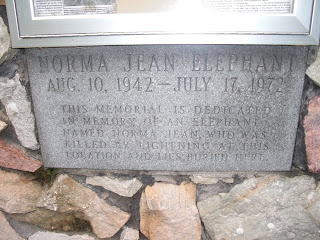 NORMA JEAN ELEPHANT
AUG. 10, 1942 — JULY 17, 1972
THIS MEMORIAL IS DEDICATED
IN MEMORY OF AN ELEPHANT
NAMED NORMA JEAN, WHO WAS
KILLED BY LIGHTNING AT THIS
LOCATION AND LIES BURIED HERE.